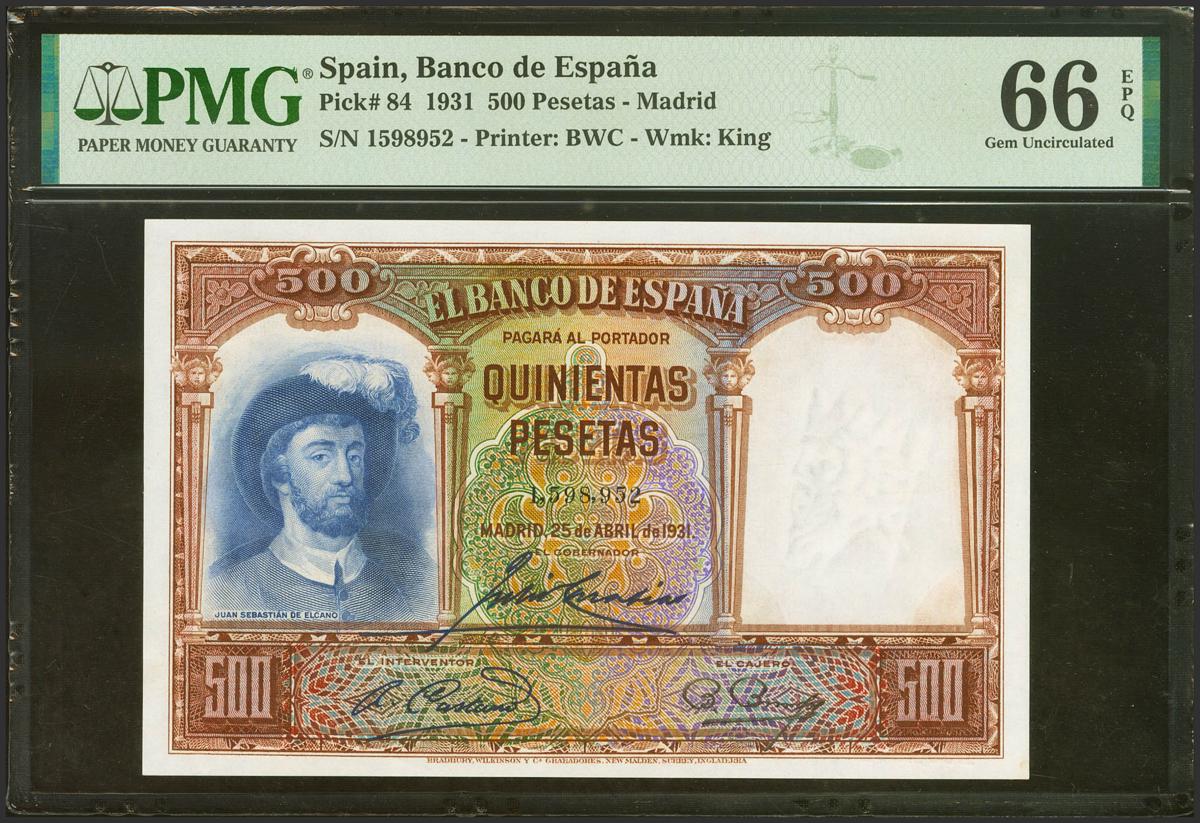 PMG®
PAPER MONEY GUARANTY
Spain, Banco de España
Pick# 84 1931 500 Pesetas - Madrid
S/N 1598952 - Printer: BWC - Wmk: King
66
EPQ
Gem Uncirculated
500
500
EL BANCO DE ESPAÑA
PAGARÁ AL PORTADOR
QUINIENTAS
PESETAS
1,598,952
MADRID, 25 de ABRIL de 1931.
EL GOBERNADOR
JUAN SEBASTIÁN DE ELCANO
EL INTERVENTOR
EL CAJERO
500
500
BRADBURY, WILKINSON Y Cª GRABADORES, NEW MALDEN, SURREY, INGLATERRA